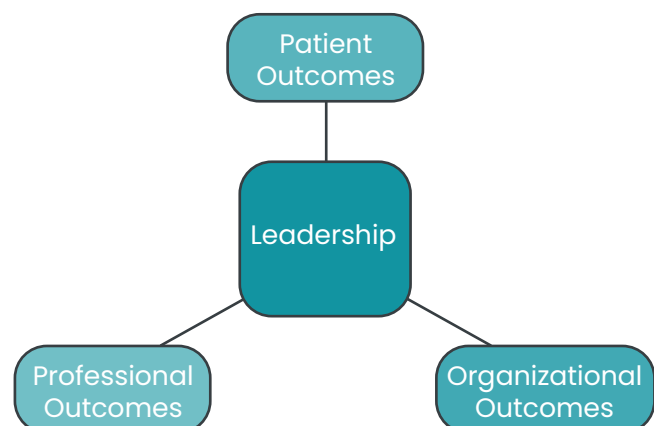 Patient
Outcomes
Leadership
Professional
Outcomes
Organizational
Outcomes